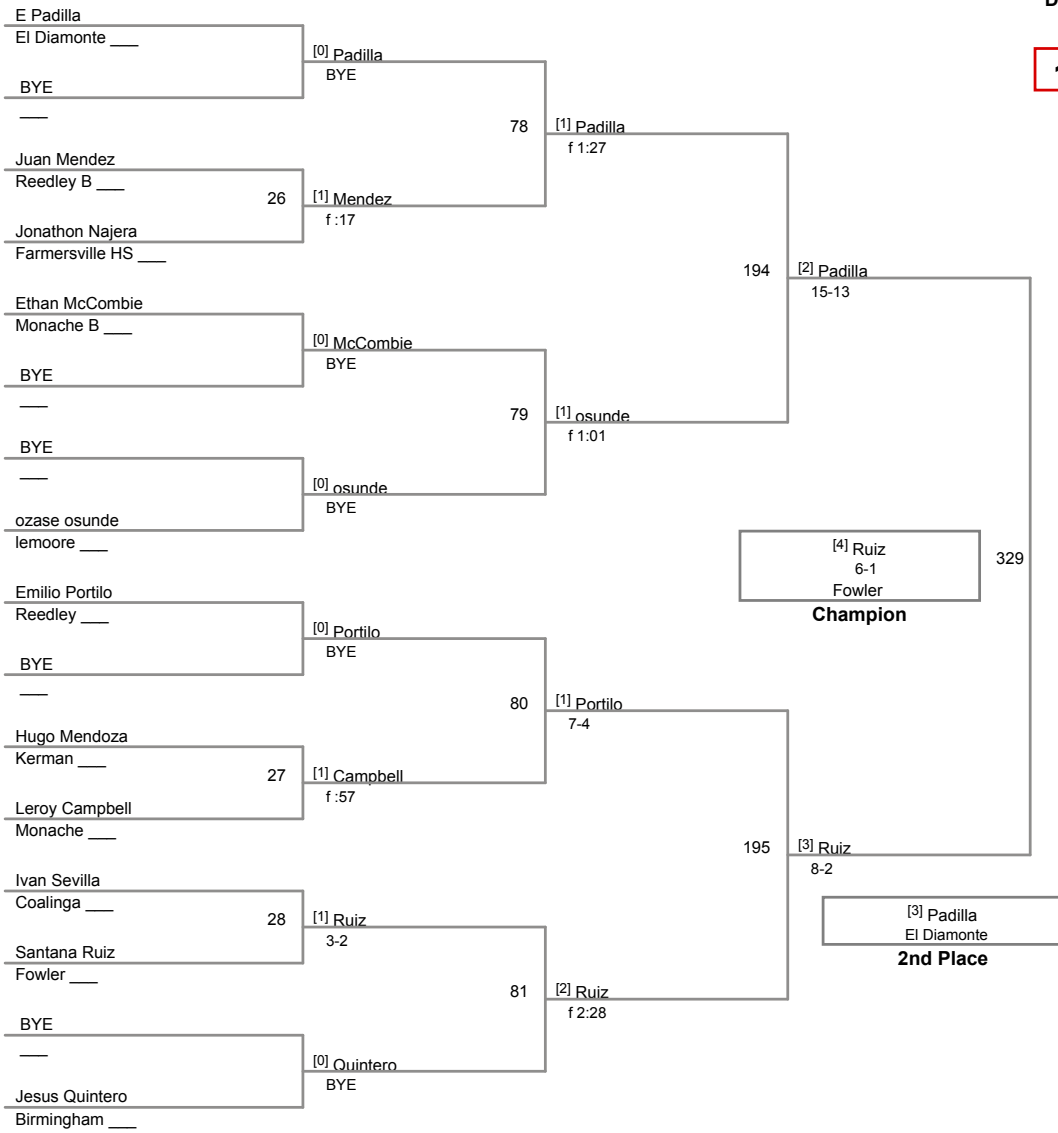 D
E Padilla
El Diamonte ___
BYE
___
Juan Mendez
Reedley B ___
Jonathon Najera
Farmersville HS ___
Ethan McCombie
Monache B ___
BYE
___
BYE
___
ozase osunde
lemoore ___
Emilio Portilo
Reedley ___
BYE
___
Hugo Mendoza
Kerman ___
Leroy Campbell
Monache ___
Ivan Sevilla
Coalinga ___
Santana Ruiz
Fowler ___
BYE
___
Jesus Quintero
Birmingham ___
[0] Padilla
BYE
26
[1] Mendez
f :17
[0] McCombie
BYE
[0] osunde
BYE
[0] Portilo
BYE
27
[1] Campbell
f :57
28
[1] Ruiz
3-2
[0] Quintero
BYE
78
[1] Padilla
f 1:27
79
[1] osunde
f 1:01
80
[1] Portilo
7-4
81
[2] Ruiz
f 2:28
194
[2] Padilla
15-13
195
[3] Ruiz
8-2
329
[4] Ruiz
6-1
Fowler
Champion
[3] Padilla
El Diamonte
2nd Place